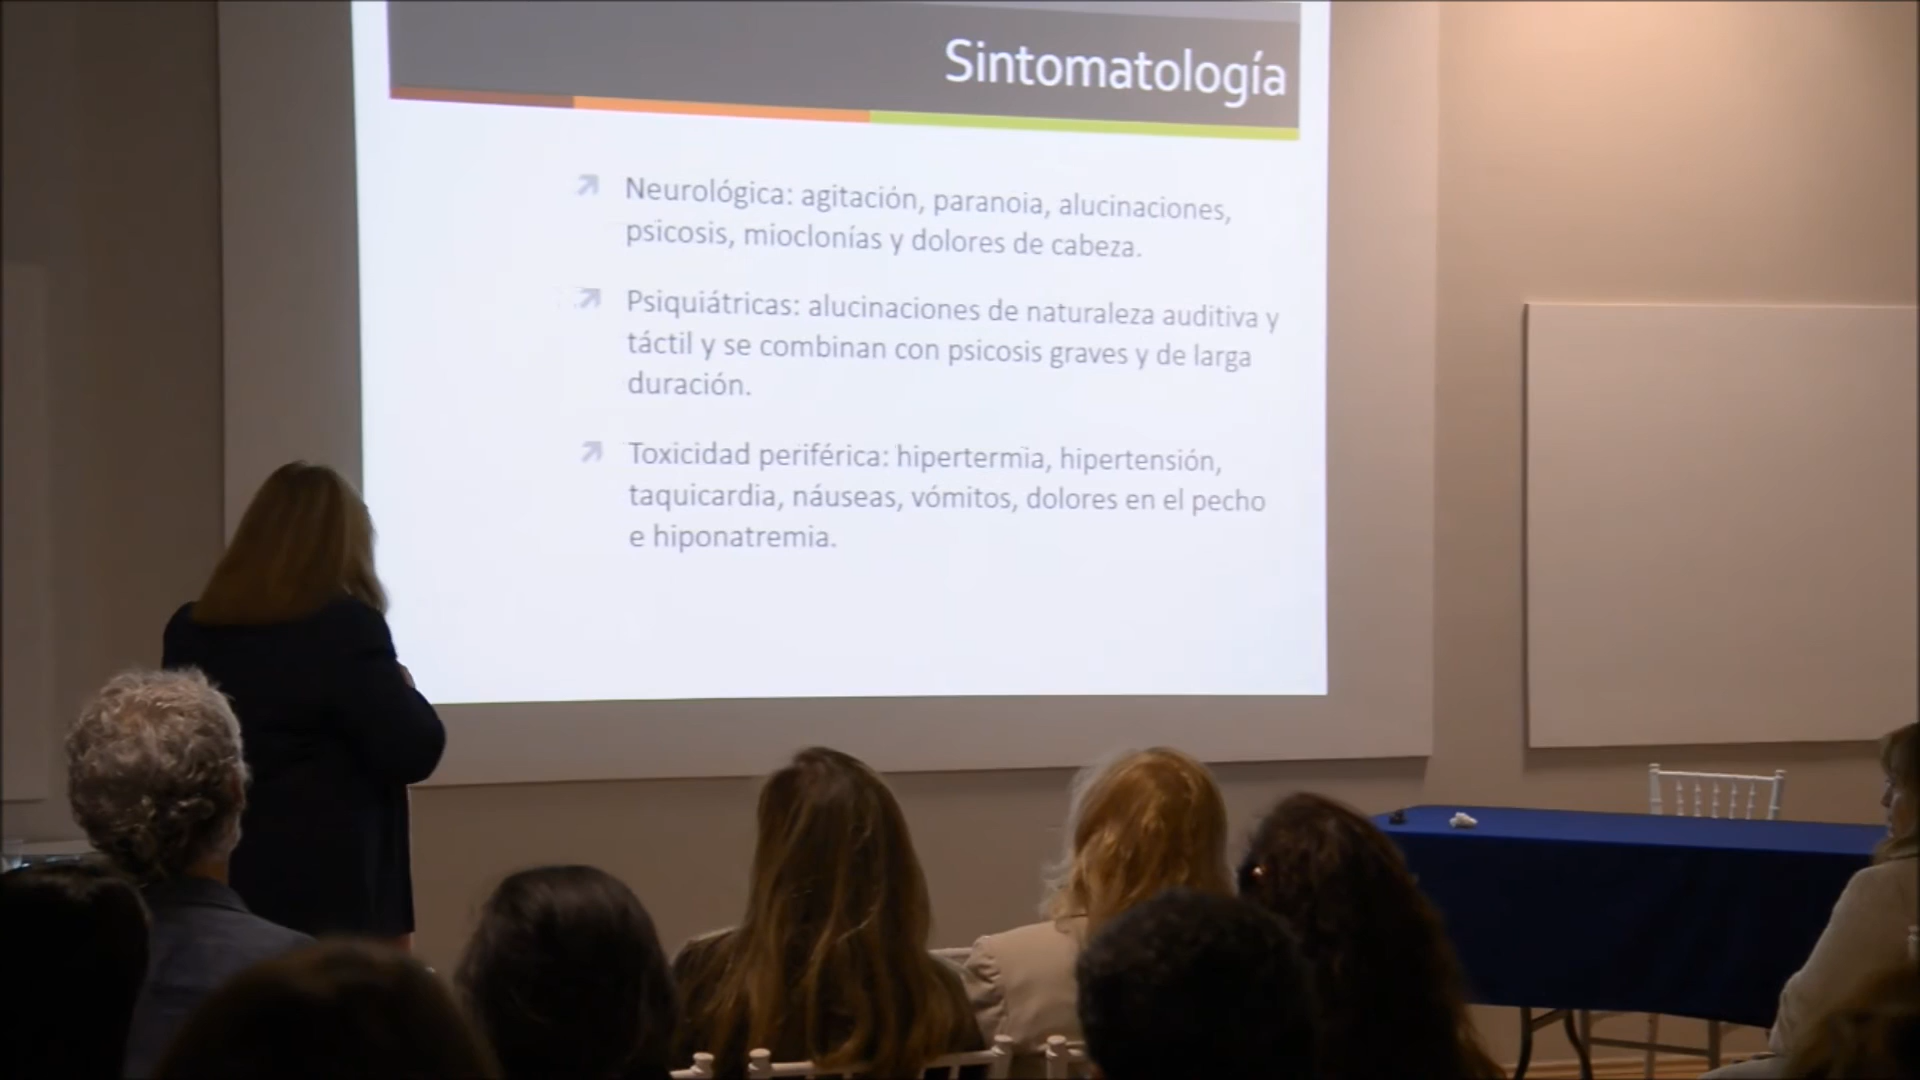 Sintomatología
Neurológica: agitación, paranoia, alucinaciones,
psicosis, mioclonías y dolores de cabeza.
Psiquiátricas: alucinaciones de naturaleza auditiva y
táctil y se combinan con psicosis graves y de larga
duración.
Toxicidad periférica: hipertermia, hipertensión,
taquicardia, náuseas, vómitos, dolores en el pecho
e hiponatremia.